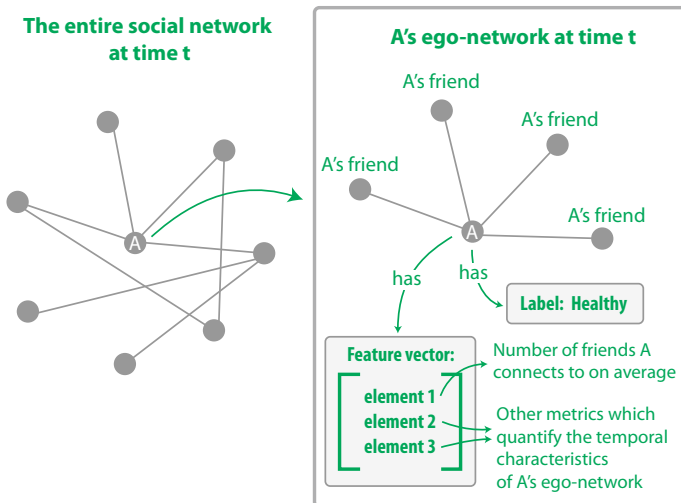 The entire social network
at time t
A
A's ego-network at time t
A's friend
A's friend
A's friend
A's friend
A
has
has
Label: Healthy
Feature vector:
element 1
element 2
element 3
Number of friends A
connects to on average
Other metrics which
quantify the temporal
characteristics
of A's ego-network